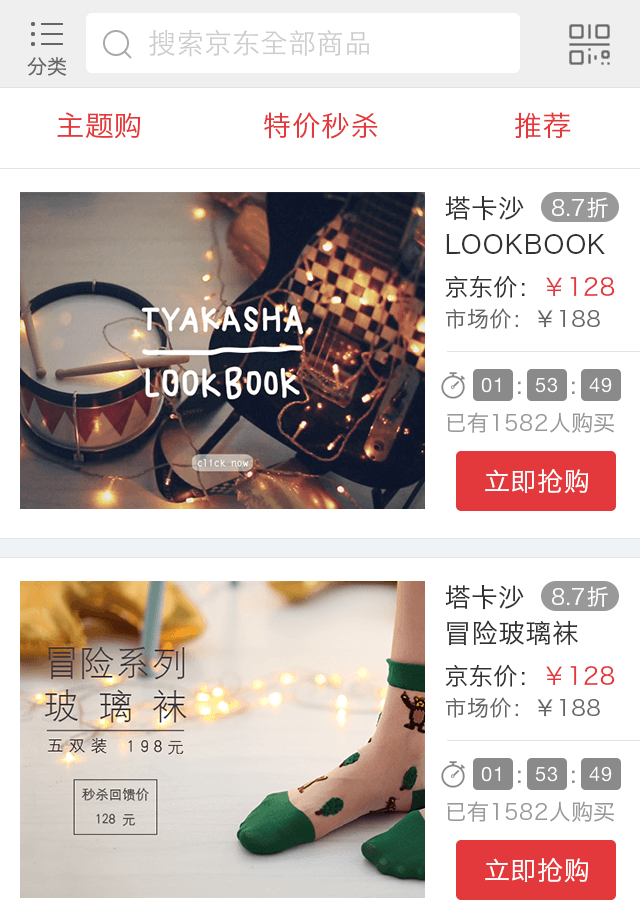 分类
搜索京东全部商品
主题购
特价秒杀
推荐
TYAKASHA
LOOKBOOK
click now
塔卡沙 8.7折
LOOKBOOK
京东价：￥128
市场价：￥188
01 : 53 : 49
已有1582人购买
立即抢购
冒险系列
玻璃袜
五双装 198元
秒杀回馈价
128 元
塔卡沙 8.7折
冒险玻璃袜
京东价：￥128
市场价：￥188
01 : 53 : 49
已有1582人购买
立即抢购